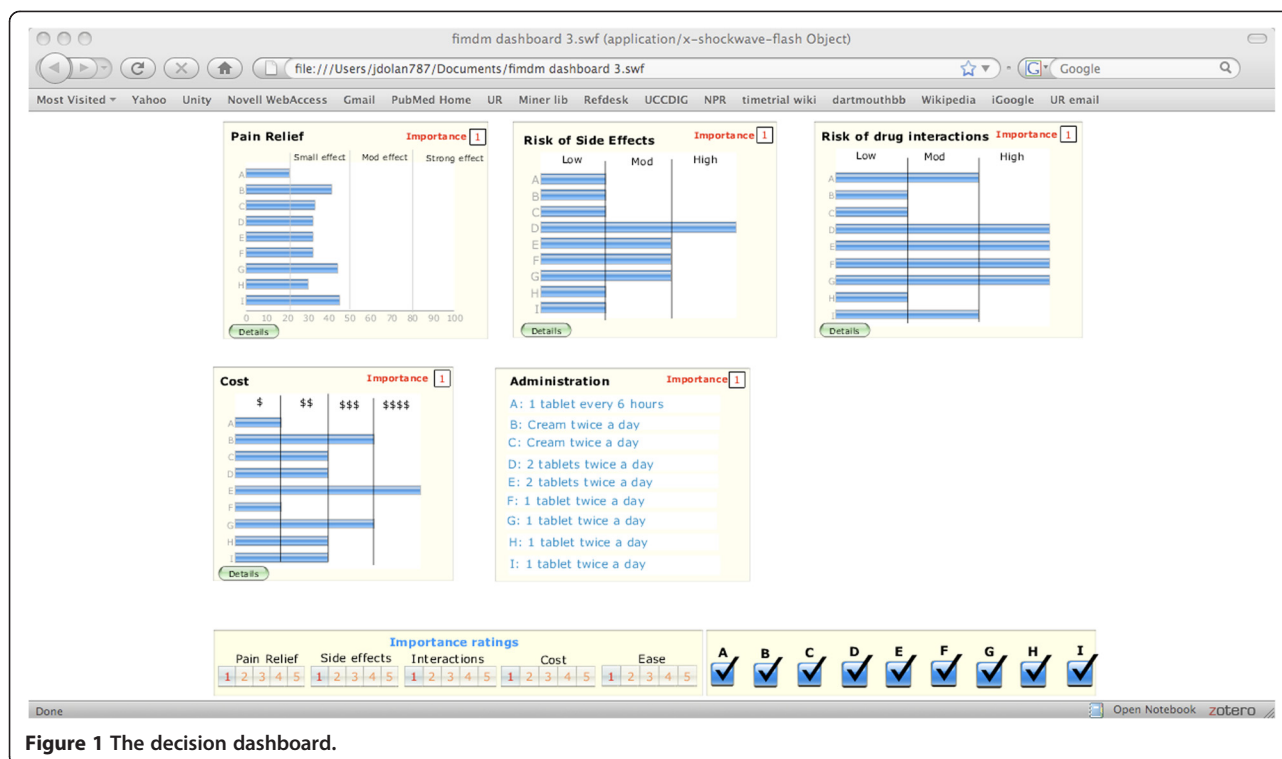 fimdm dashboard 3.swf (application/x-shockwave-flash Object)
file:///Users/jdolan787/Documents/fimdm dashboard 3.swf
Google
Most Visited Yahoo Unity Novell WebAccess Gmail PubMed Home UR Miner lib Refdesk UCCDIG NPR timetrial wiki dartmouthbb Wikipedia iGoogle UR email
Pain Relief
Importance 1
Small effect Mod effect Strong effect
A
B
C
D
E
F
G
H
I
0 10 20 30 40 50 60 70 80 90 100
Details
Risk of Side Effects
Importance 1
Low Mod High
A
B
C
D
E
F
G
H
I
Details
Risk of drug interactions Importance 1
Low Mod High
A
B
C
D
E
F
G
H
I
Details
Cost
Importance 1
$ $$ $$$ $$$$
A
B
C
D
E
F
G
H
I
Details
Administration
Importance 1
A: 1 tablet every 6 hours
B: Cream twice a day
C: Cream twice a day
D: 2 tablets twice a day
E: 2 tablets twice a day
F: 1 tablet twice a day
G: 1 tablet twice a day
H: 1 tablet twice a day
I: 1 tablet twice a day
Importance ratings
Pain Relief Side effects Interactions Cost Ease
1 2 3 4 5 1 2 3 4 5 1 2 3 4 5 1 2 3 4 5 1 2 3 4 5
A B C D E F G H I
Done
Open Notebook zotero
Figure 1 The decision dashboard.